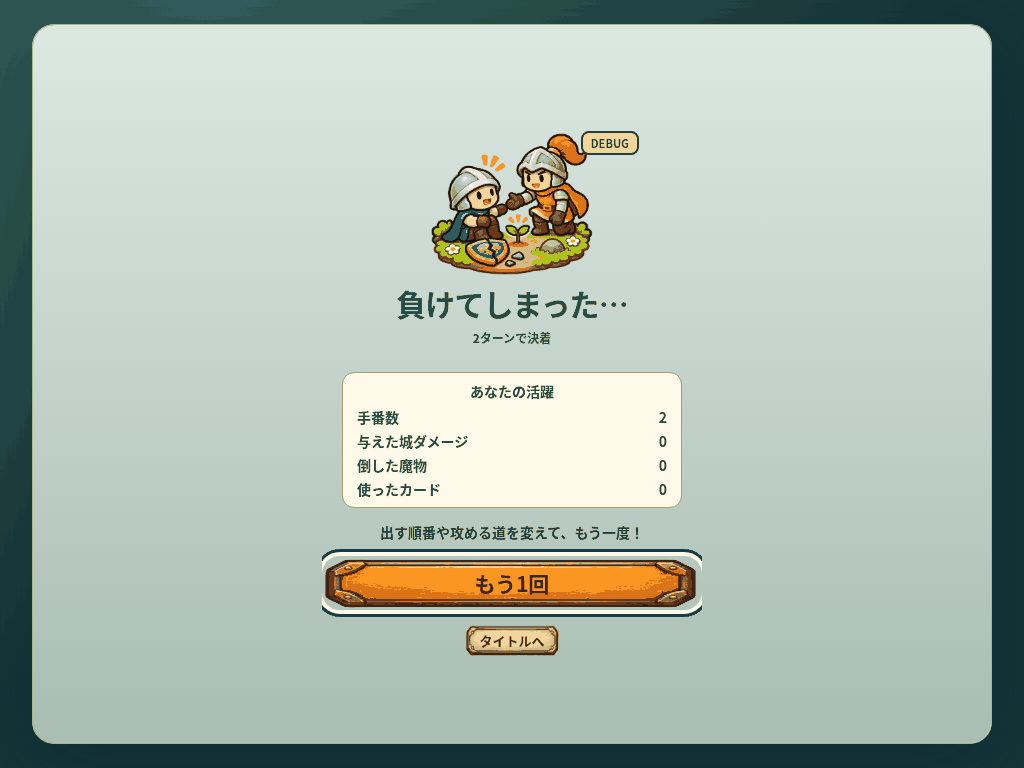 DEBUG
負けてしまった…
2ターンで決着
あなたの活躍
手番数 2
与えた城ダメージ 0
倒した魔物 0
使ったカード 0
出す順番や攻める道を変えて、もう一度！
もう1回
タイトルへ